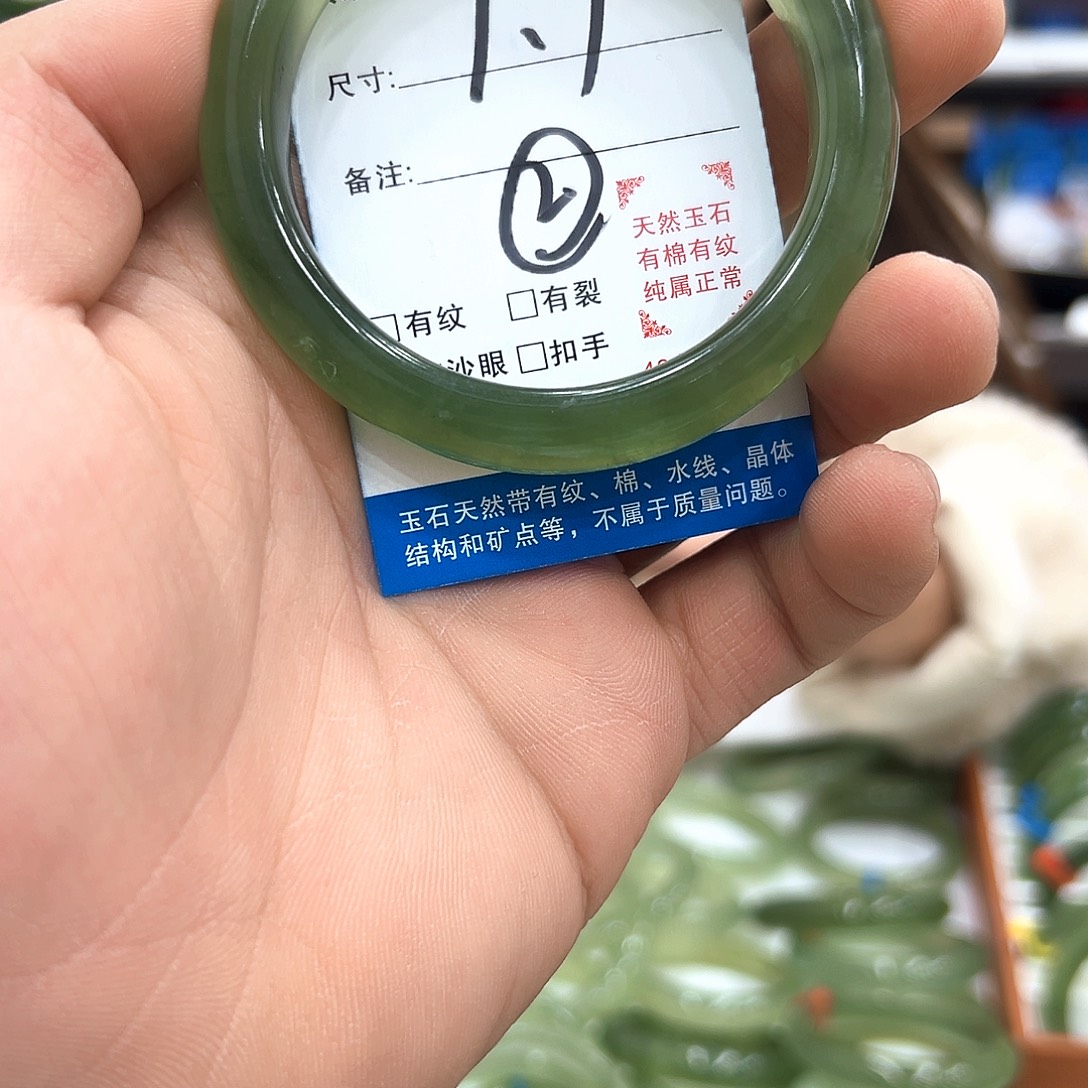 尺寸:
备注:
2
天然玉石
有棉有纹
纯属正常
□有纹 □有裂
沙眼 □扣手
玉石天然带有纹、棉、水线、晶体
结构和矿点等，不属于质量问题。